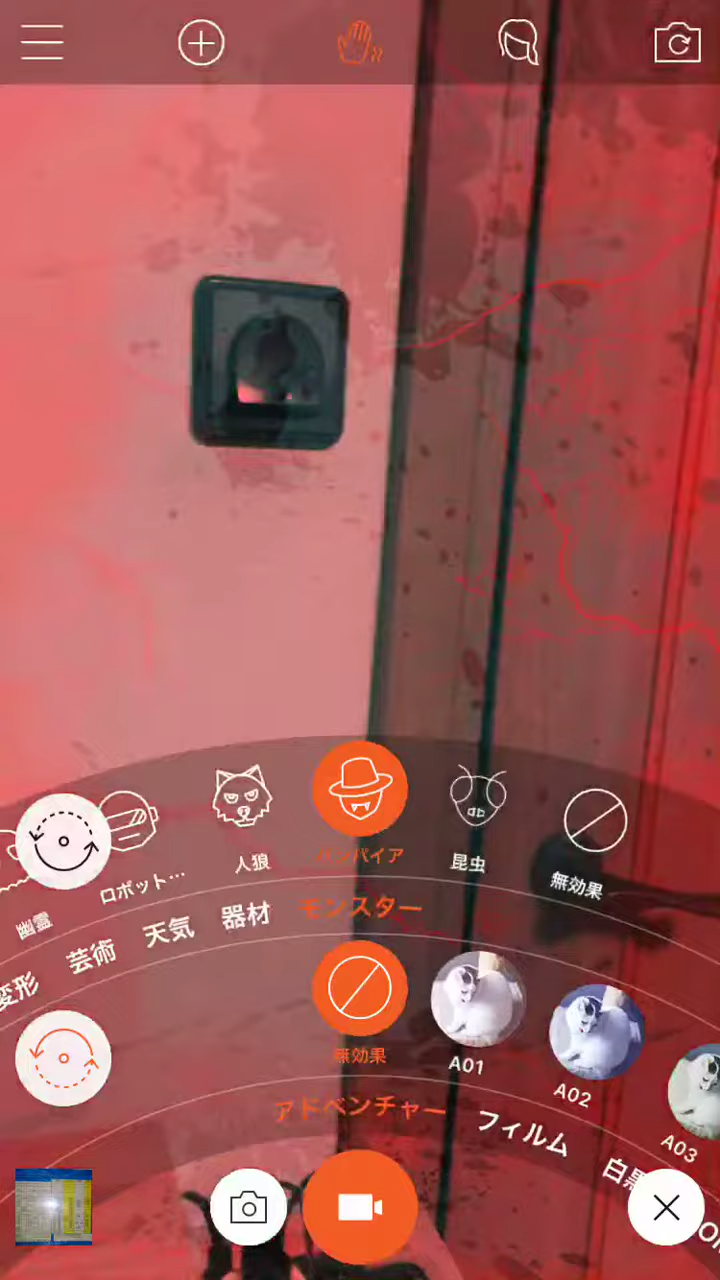 幽霊
ロボット…
人狼
バンパイア
昆虫
無効果
変形
芸術
天気
器材
モンスター
無効果
A01
A02
A03
アドベンチャー
フィルム
白黒